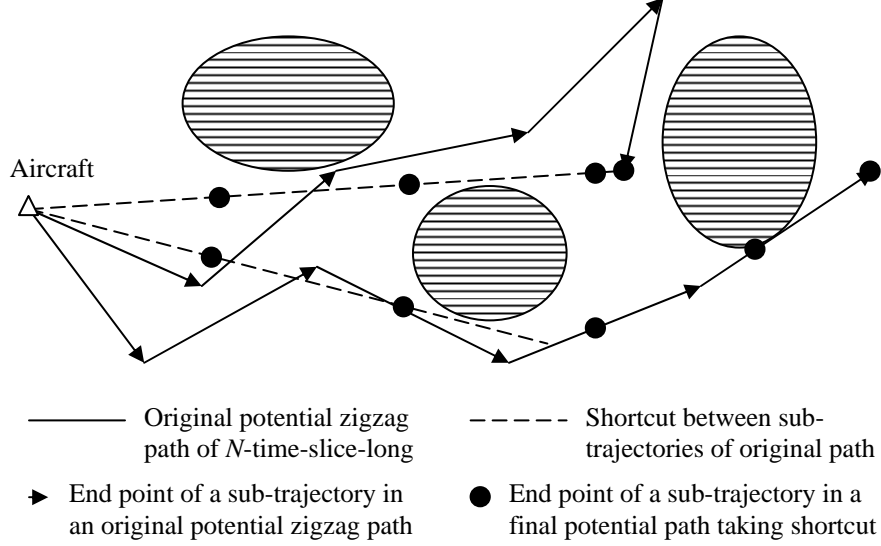 Aircraft
Original potential zigzag
path of N-time-slice-long
Shortcut between sub-
trajectories of original path
End point of a sub-trajectory in
an original potential zigzag path
End point of a sub-trajectory in a
final potential path taking shortcut